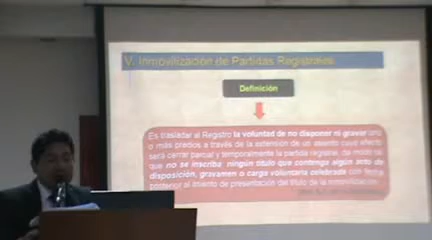 V. Inmovilización de Partidas Registrales
Definición
Es trasladar al Registro la voluntad de no disponer ni gravar uno
o más predios a través de la extensión de un asiento cuyo efecto
será cerrar parcial y temporalmente la partida registral, de modo
que no se inscriba ningún título que contenga algún acto de
disposición, gravamen o carga voluntaria celebrada con fecha
posterior al asiento de presentación del título de la inmovilización.